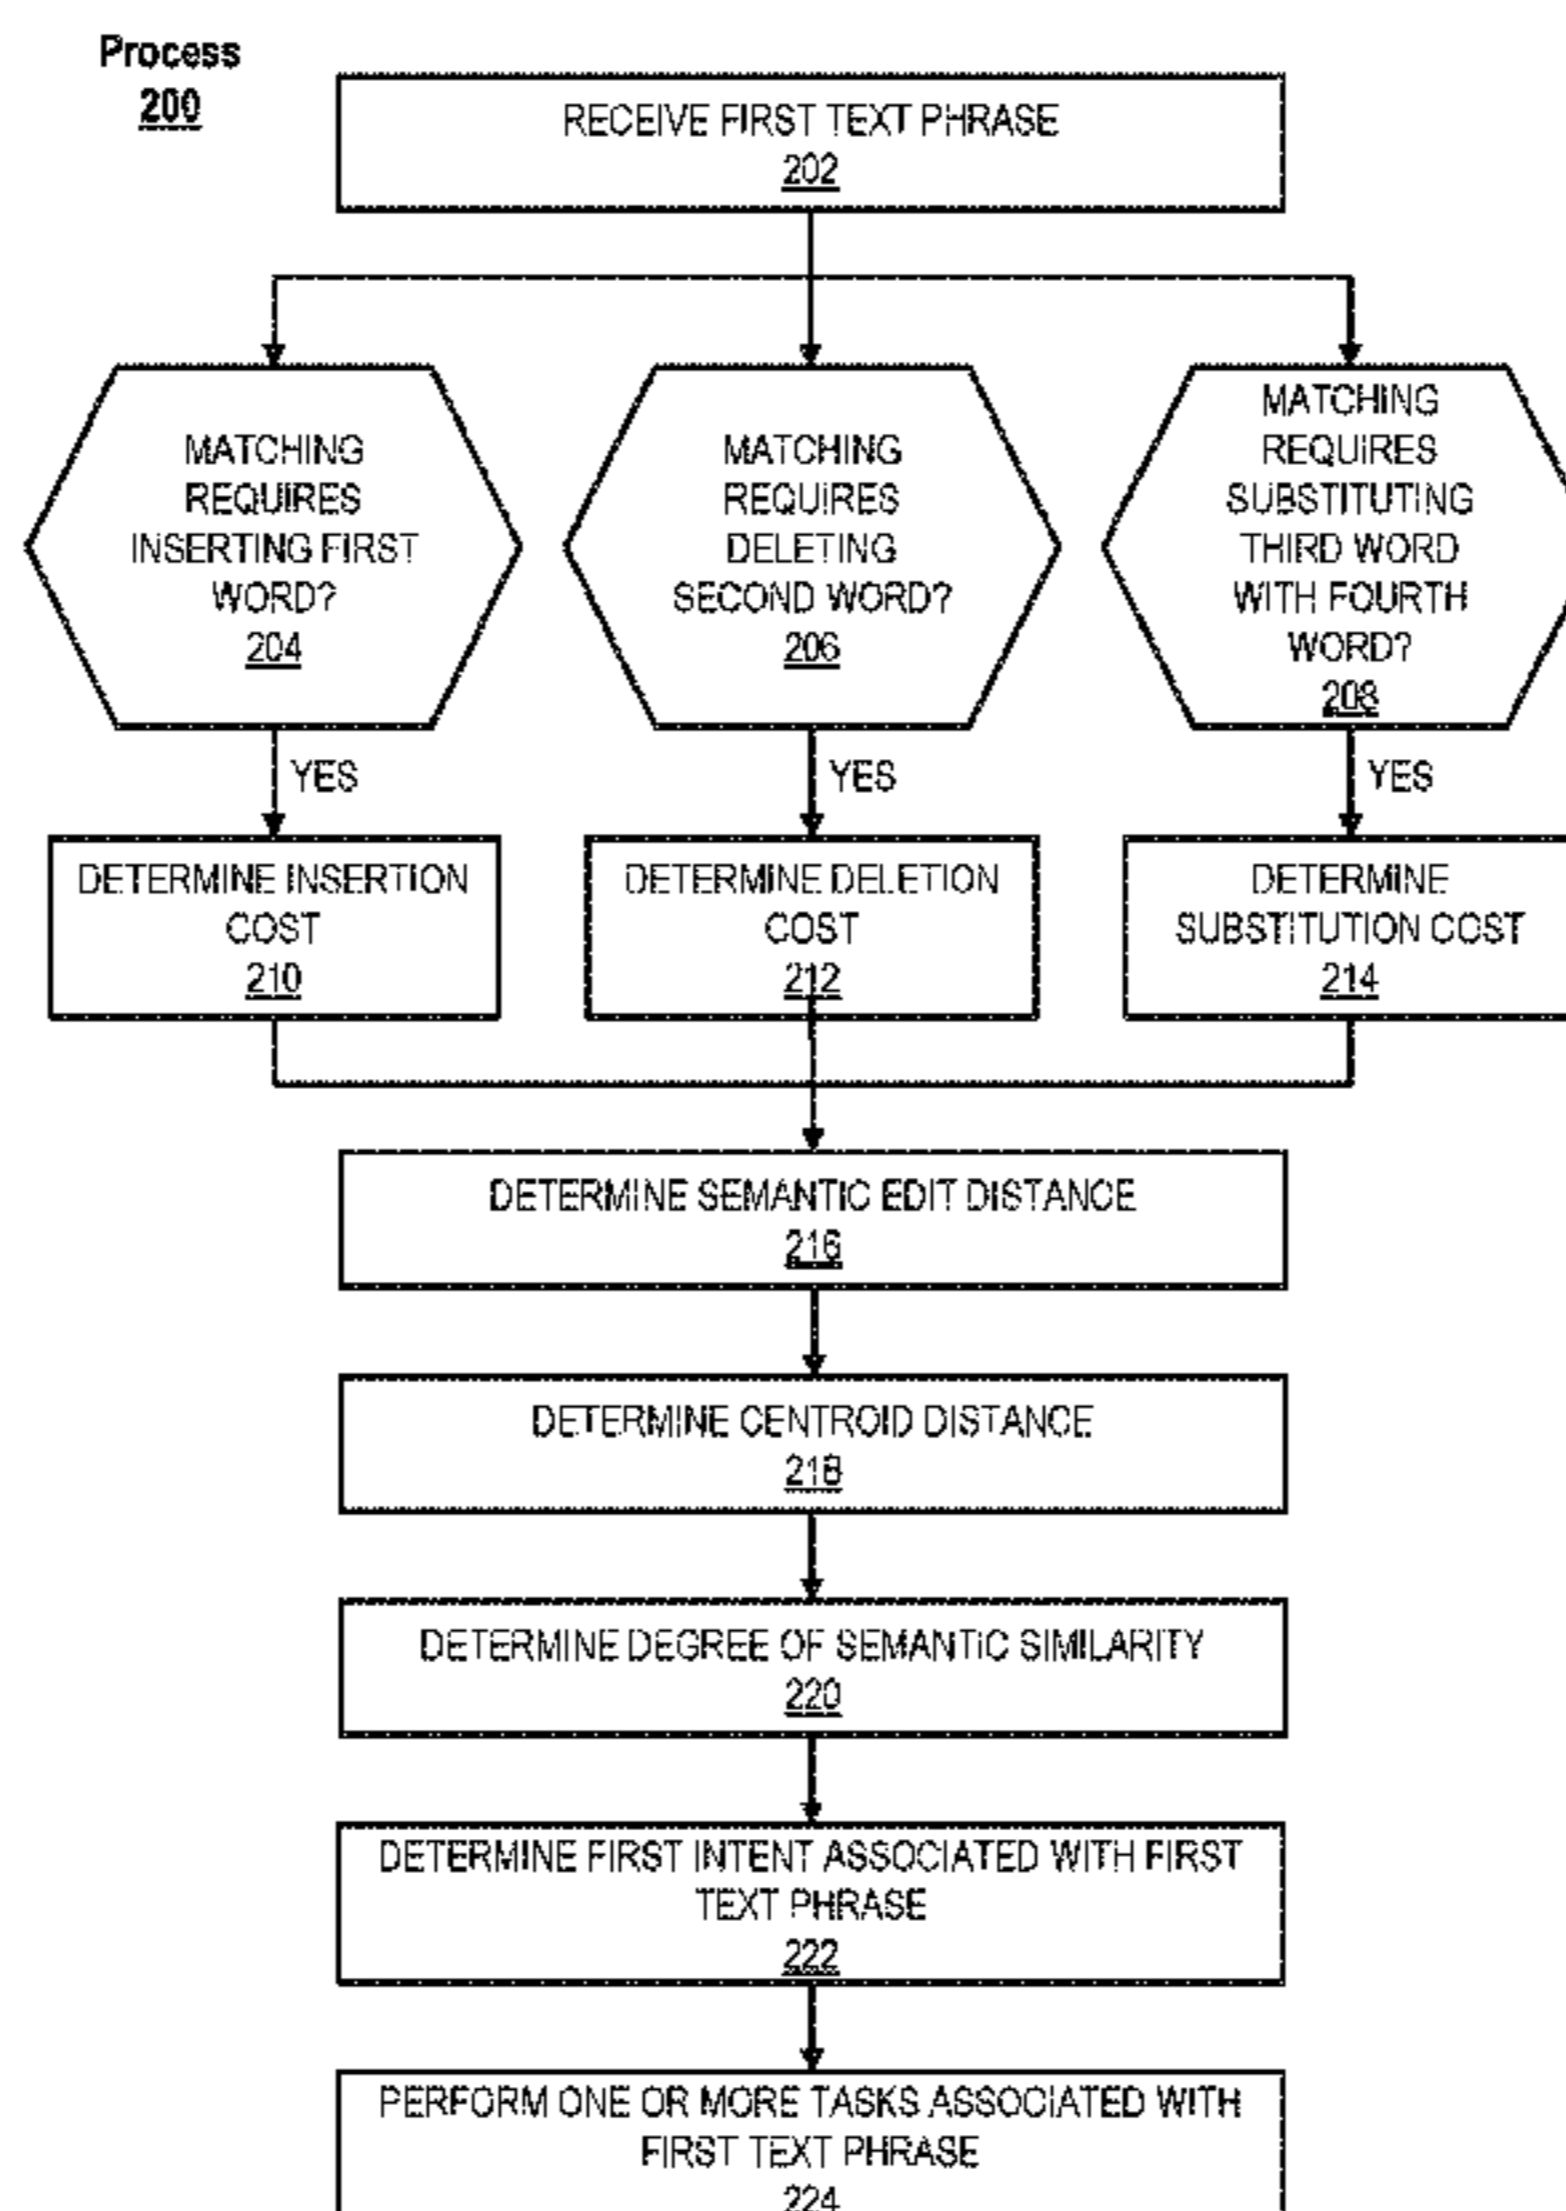 Process
200
RECEIVE FIRST TEXT PHRASE
202
MATCHING
REQUIRES
INSERTING FIRST
WORD?
204
MATCHING
REQUIRES
DELETING
SECOND WORD?
206
MATCHING
REQUIRES
SUBSTITUTING
THIRD WORD
WITH FOURTH
WORD?
208
YES
YES
YES
DETERMINE INSERTION
COST
210
DETERMINE DELETION
COST
212
DETERMINE
SUBSTITUTION COST
214
DETERMINE SEMANTIC EDIT DISTANCE
216
DETERMINE CENTROID DISTANCE
218
DETERMINE DEGREE OF SEMANTIC SIMILARITY
220
DETERMINE FIRST INTENT ASSOCIATED WITH FIRST
TEXT PHRASE
222
PERFORM ONE OR MORE TASKS ASSOCIATED WITH
FIRST TEXT PHRASE
224